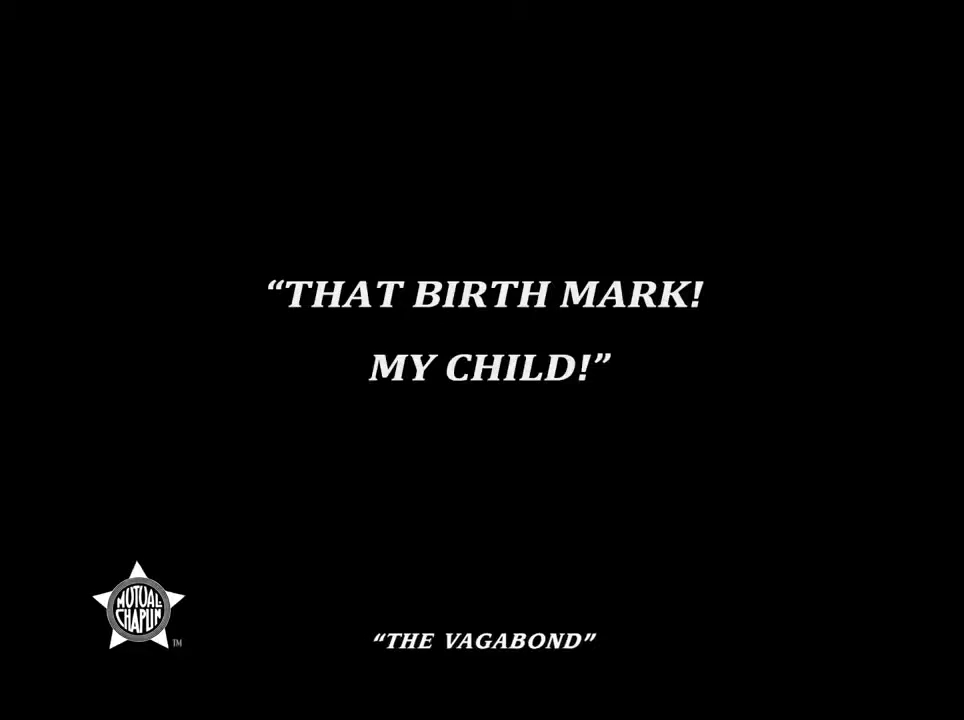 “THAT BIRTH MARK!
MY CHILD!”
MUTUAL-
CHAPLIN
TM
“THE VAGABOND”